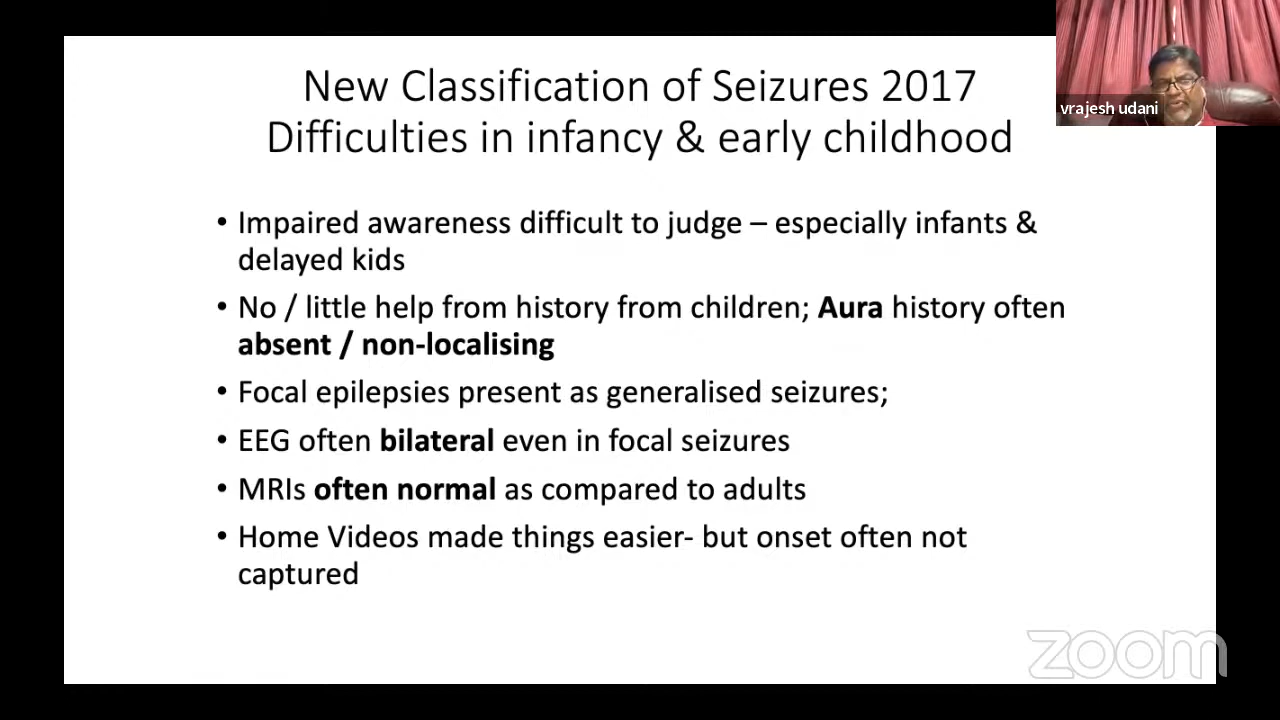 New Classification of Seizures 2017
Difficulties in infancy & early childhood
vrajesh udani
• Impaired awareness difficult to judge – especially infants &
delayed kids
• No / little help from history from children; Aura history often
absent / non-localising
• Focal epilepsies present as generalised seizures;
• EEG often bilateral even in focal seizures
• MRIs often normal as compared to adults
• Home Videos made things easier- but onset often not
captured
zoom